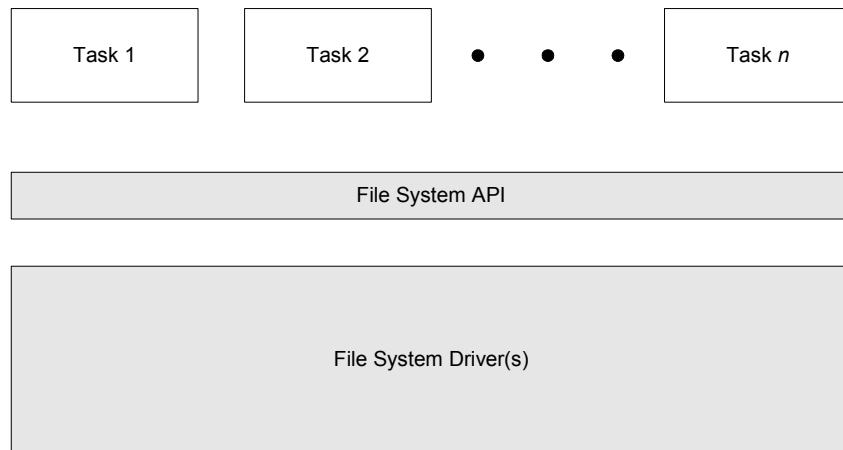 Task 1
Task 2
Task n
File System API
File System Driver(s)